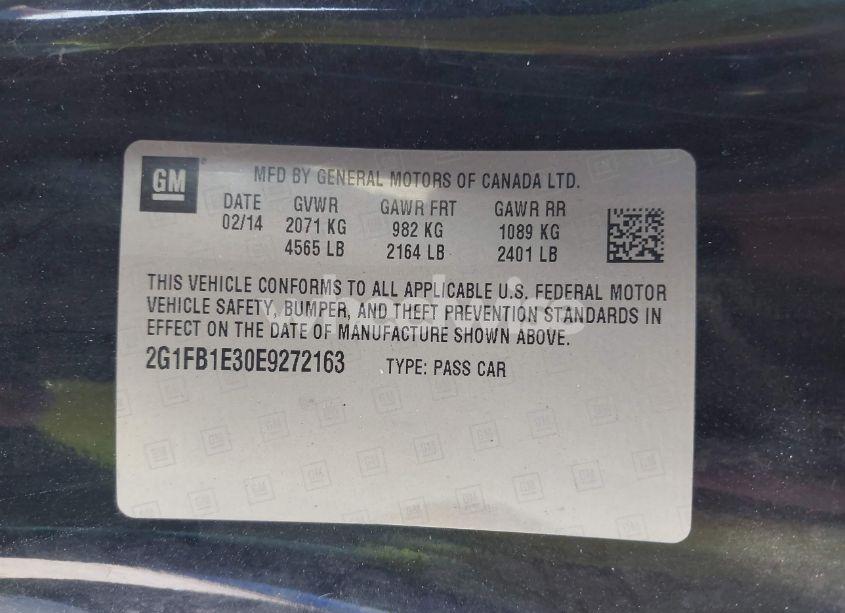 GM
MFD BY GENERAL MOTORS OF CANADA LTD.
DATE GVWR GAWR FRT GAWR RR
02/14 2071 KG 982 KG 1089 KG
4565 LB 2164 LB 2401 LB
THIS VEHICLE CONFORMS TO ALL APPLICABLE U.S. FEDERAL MOTOR
VEHICLE SAFETY, BUMPER, AND THEFT PREVENTION STANDARDS IN
EFFECT ON THE DATE OF MANUFACTURE SHOWN ABOVE.
2G1FB1E30E9272163 TYPE: PASS CAR